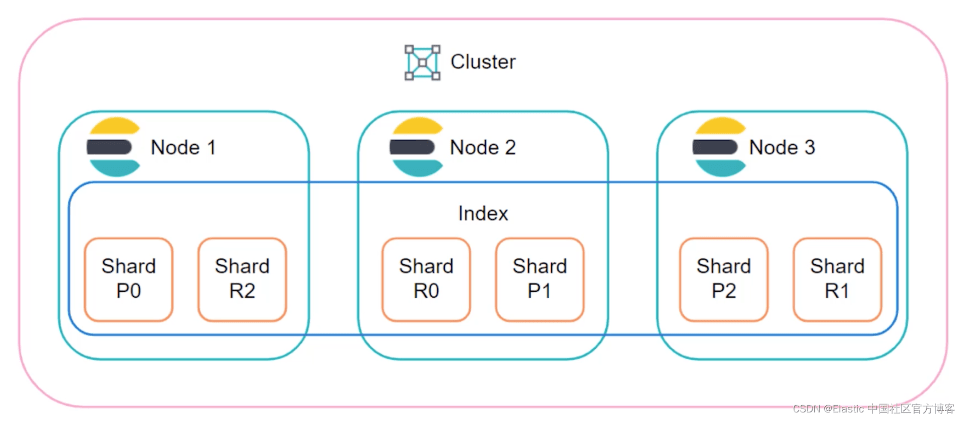 Cluster
Node 1
Node 2
Node 3
Index
Shard
P0
Shard
R2
Shard
R0
Shard
P1
Shard
P2
Shard
R1
CSDN @Elastic 中国社区官方博客